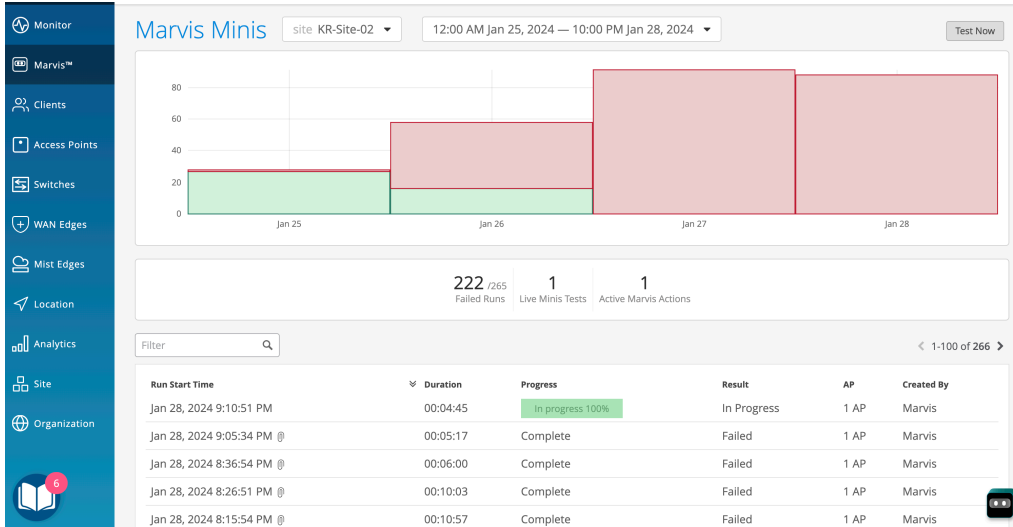 Monitor
Marvis™
Clients
Access Points
Switches
WAN Edges
Mist Edges
Location
Analytics
Site
Organization
6
Marvis Minis
site KR-Site-02
12:00 AM Jan 25, 2024 — 10:00 PM Jan 28, 2024
Test Now
80
60
40
20
0
Jan 25 Jan 26 Jan 27 Jan 28
222 /265 1 1
Failed Runs Live Minis Tests Active Marvis Actions
Filter
1-100 of 266
Run Start Time Duration Progress Result AP Created By
Jan 28, 2024 9:10:51 PM 00:04:45 In progress 100% In Progress 1 AP Marvis
Jan 28, 2024 9:05:34 PM @ 00:05:17 Complete Failed 1 AP Marvis
Jan 28, 2024 8:36:54 PM @ 00:06:00 Complete Failed 1 AP Marvis
Jan 28, 2024 8:26:51 PM @ 00:10:03 Complete Failed 1 AP Marvis
Jan 28, 2024 8:15:54 PM @ 00:10:57 Complete Failed 1 AP Marvis